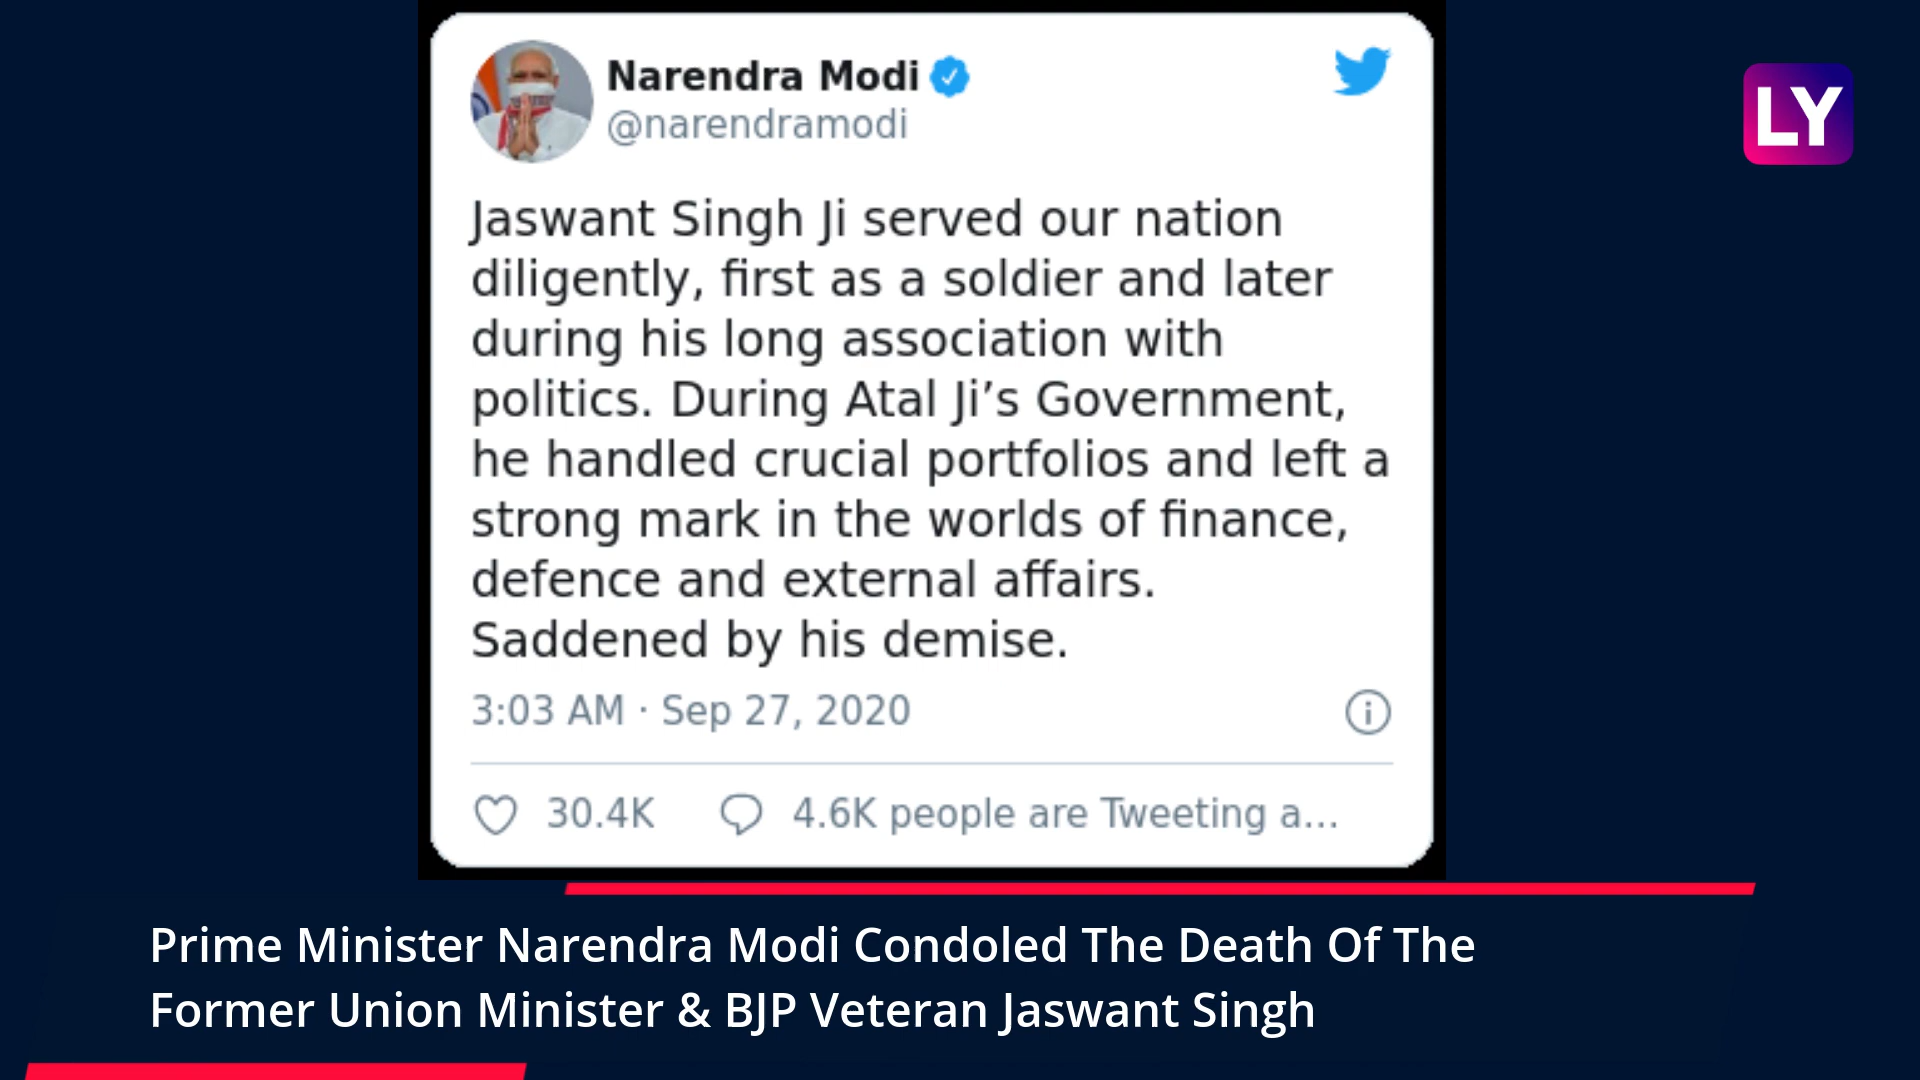 Narendra Modi
@narendramodi
LY
Jaswant Singh Ji served our nation
diligently, first as a soldier and later
during his long association with
politics. During Atal Ji’s Government,
he handled crucial portfolios and left a
strong mark in the worlds of finance,
defence and external affairs.
Saddened by his demise.
3:03 AM · Sep 27, 2020
30.4K 4.6K people are Tweeting a...
Prime Minister Narendra Modi Condoled The Death Of The
Former Union Minister & BJP Veteran Jaswant Singh